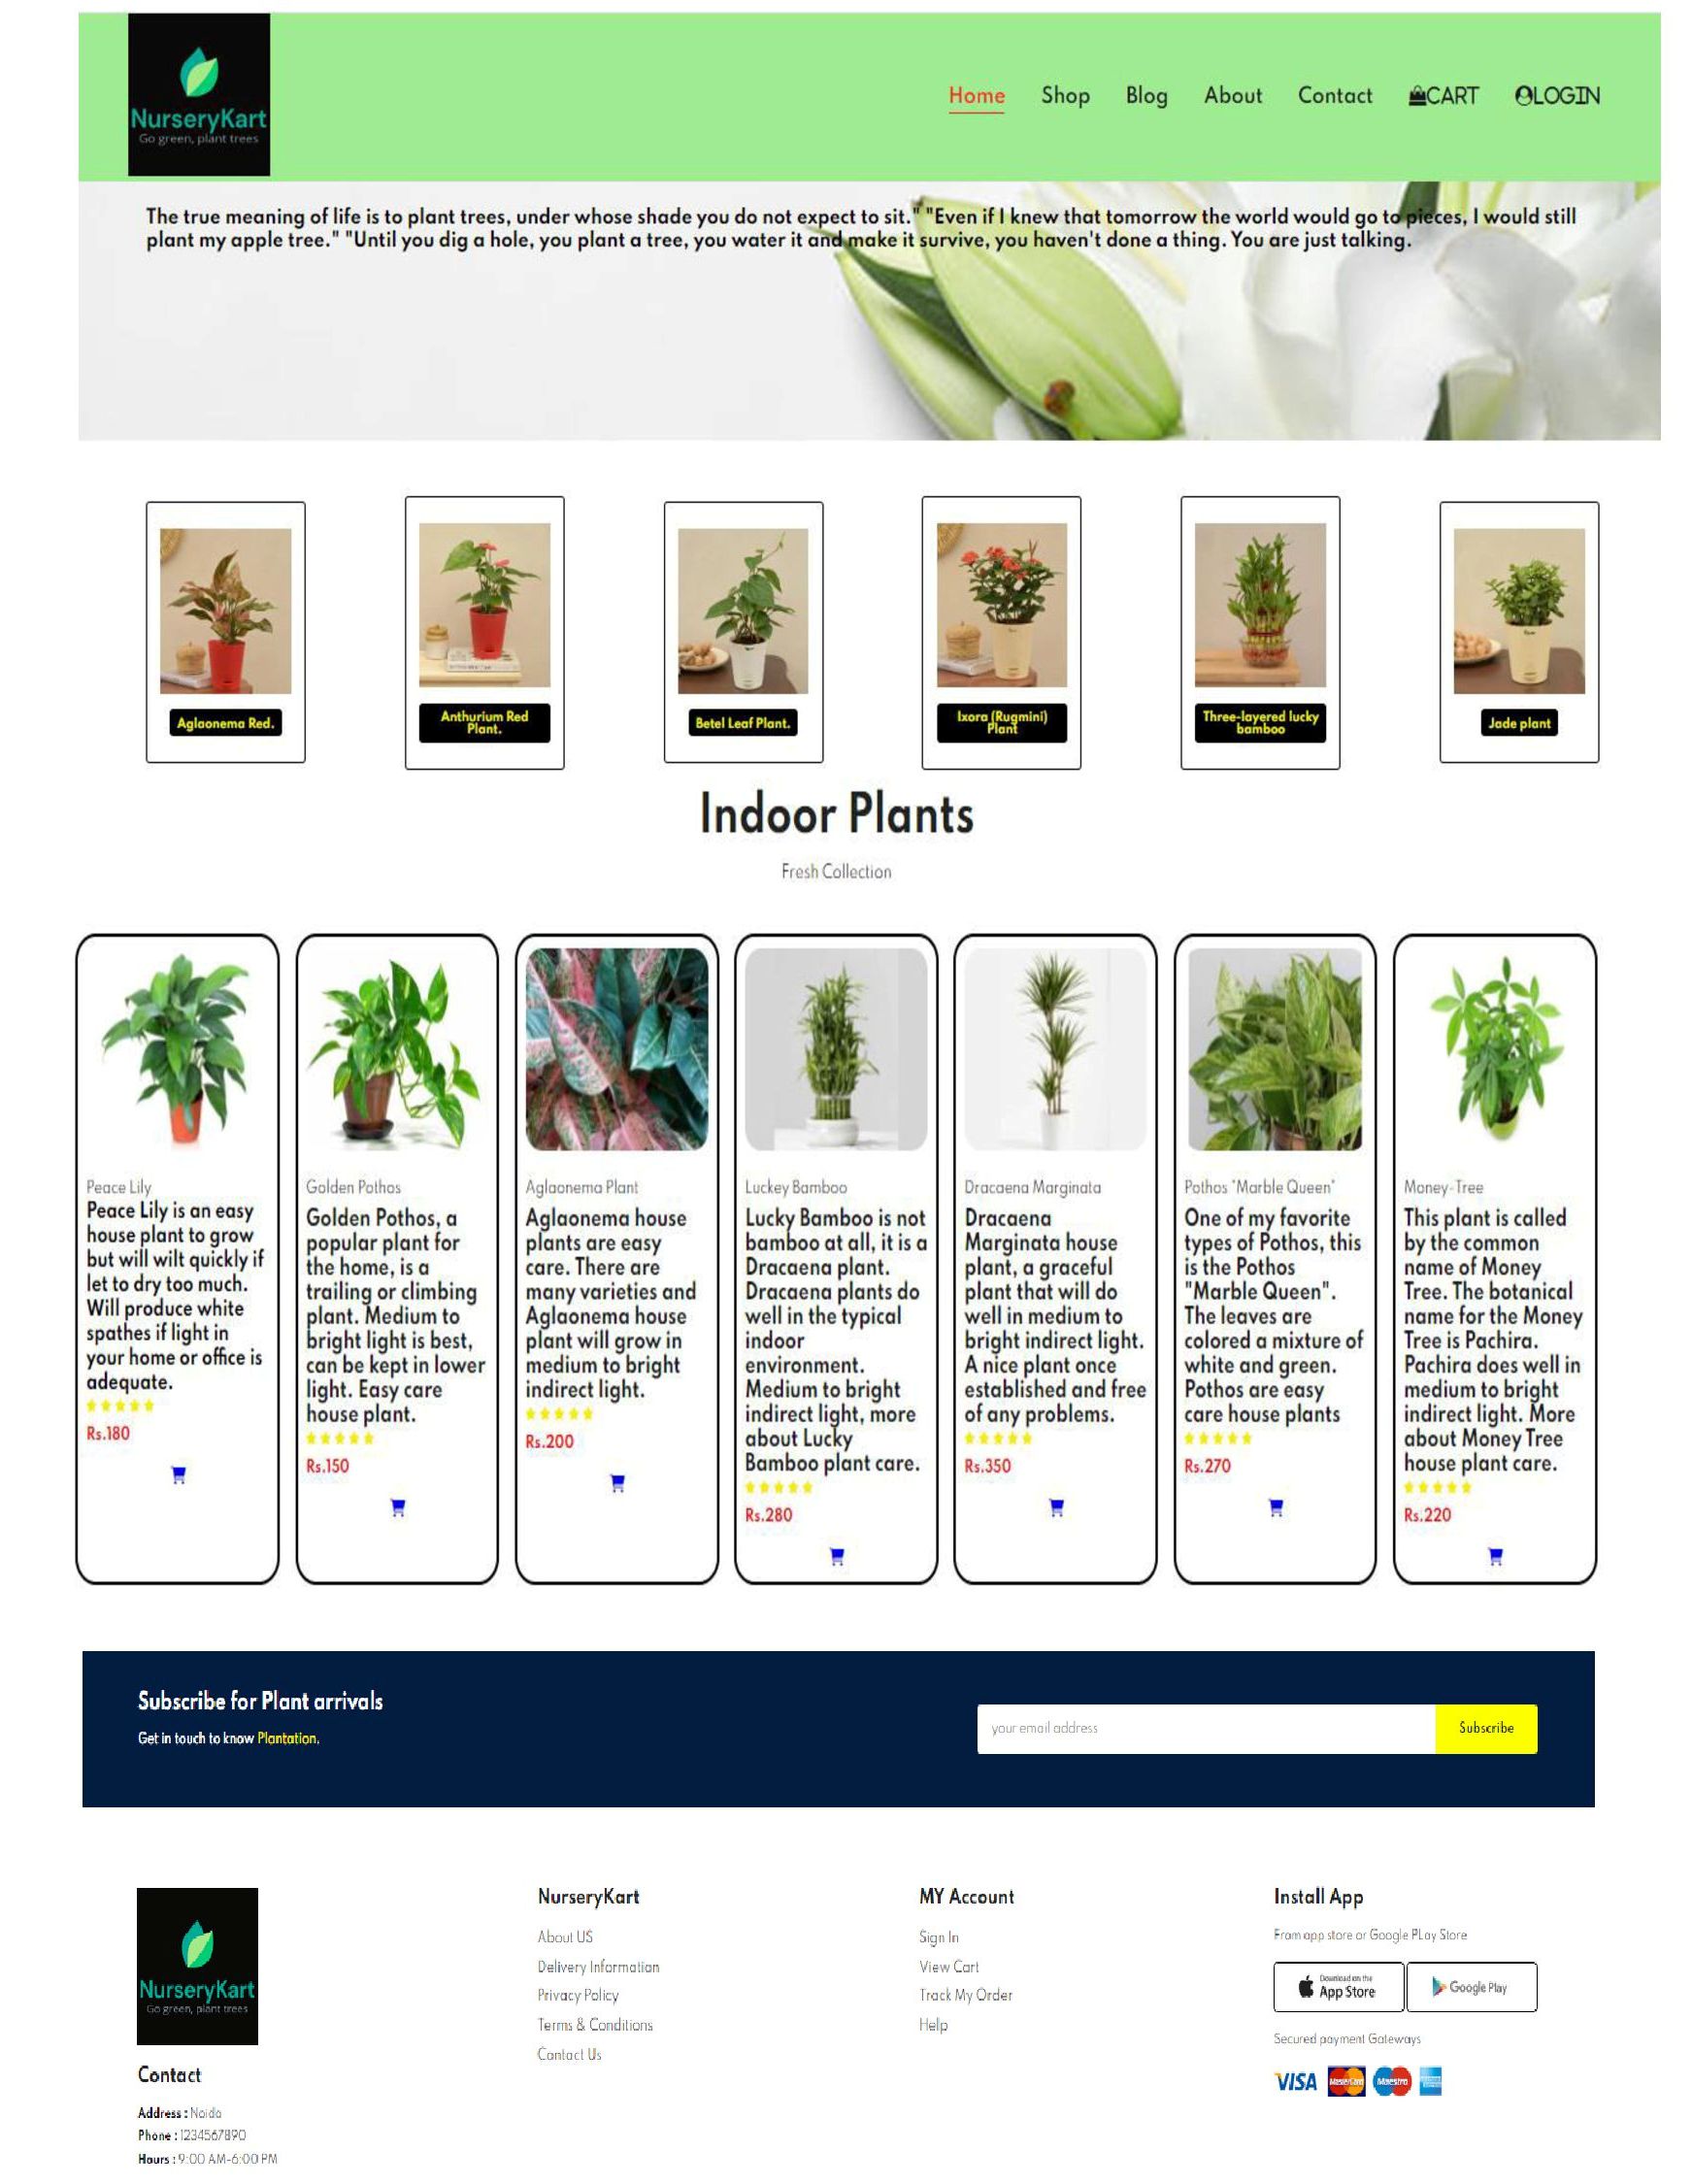 NurseryKart
Go green, plant trees
Home Shop Blog About Contact CART LOGIN
The true meaning of life is to plant trees, under whose shade you do not expect to sit." "Even if I knew that tomorrow the world would go to pieces, I would still
plant my apple tree." "Until you dig a hole, you plant a tree, you water it and make it survive, you haven't done a thing. You are just talking.
Aglaonema Red.
Anthurium Red
Plant.
Betel Leaf Plant.
Ixora (Rugmini)
Plant
Three-layered lucky
bamboo
Jade plant
Indoor Plants
Fresh Collection
Peace Lily
Peace Lily is an easy
house plant to grow
but will wilt quickly if
let to dry too much.
Will produce white
spathes if light in
your home or office is
adequate.
Rs.180
Golden Pothos
Golden Pothos, a
popular plant for
the home, is a
trailing or climbing
plant. Medium to
bright light is best,
can be kept in lower
light. Easy care
house plant.
Rs.150
Aglaonema Plant
Aglaonema house
plants are easy
care. There are
many varieties and
Aglaonema house
plant will grow in
medium to bright
indirect light.
Rs.200
Luckey Bamboo
Lucky Bamboo is not
bamboo at all, it is a
Dracaena plant.
Dracaena plants do
well in the typical
indoor
environment.
Medium to bright
indirect light, more
about Lucky
Bamboo plant care.
Rs.280
Dracaena Marginata
Dracaena
Marginata house
plant, a graceful
plant that will do
well in medium to
bright indirect light.
A nice plant once
established and free
of any problems.
Rs.350
Pothos "Marble Queen"
One of my favorite
types of Pothos, this
is the Pothos
"Marble Queen".
The leaves are
colored a mixture of
white and green.
Pothos are easy
care house plants
Rs.270
Money-Tree
This plant is called
by the common
name of Money
Tree. The botanical
name for the Money
Tree is Pachira.
Pachira does well in
medium to bright
indirect light. More
about Money Tree
house plant care.
Rs.220
Subscribe for Plant arrivals
Get in touch to know Plantation.
your email address
Subscribe
NurseryKart
Go green, plant trees
Contact
Address : Noida
Phone : 1234567890
Hours : 9:00 AM-6:00 PM
NurseryKart
About US
Delivery Information
Privacy Policy
Terms & Conditions
Contact Us
MY Account
Sign In
View Cart
Track My Order
Help
Install App
From app store or Google PLay Store
Download on the
App Store
Google Play
Secured payment Gateways
VISA MasterCard Maestro